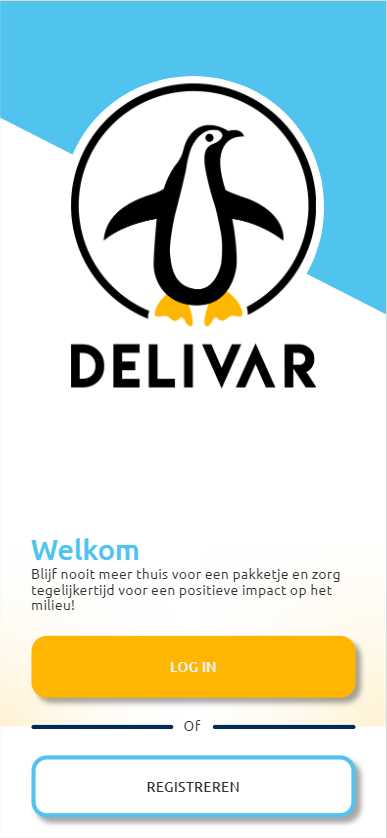 DELIVAR
Welkom
Blijf nooit meer thuis voor een pakketje en zorg
tegelijkertijd voor een positieve impact op het
milieu!
LOG IN
Of
REGISTREREN